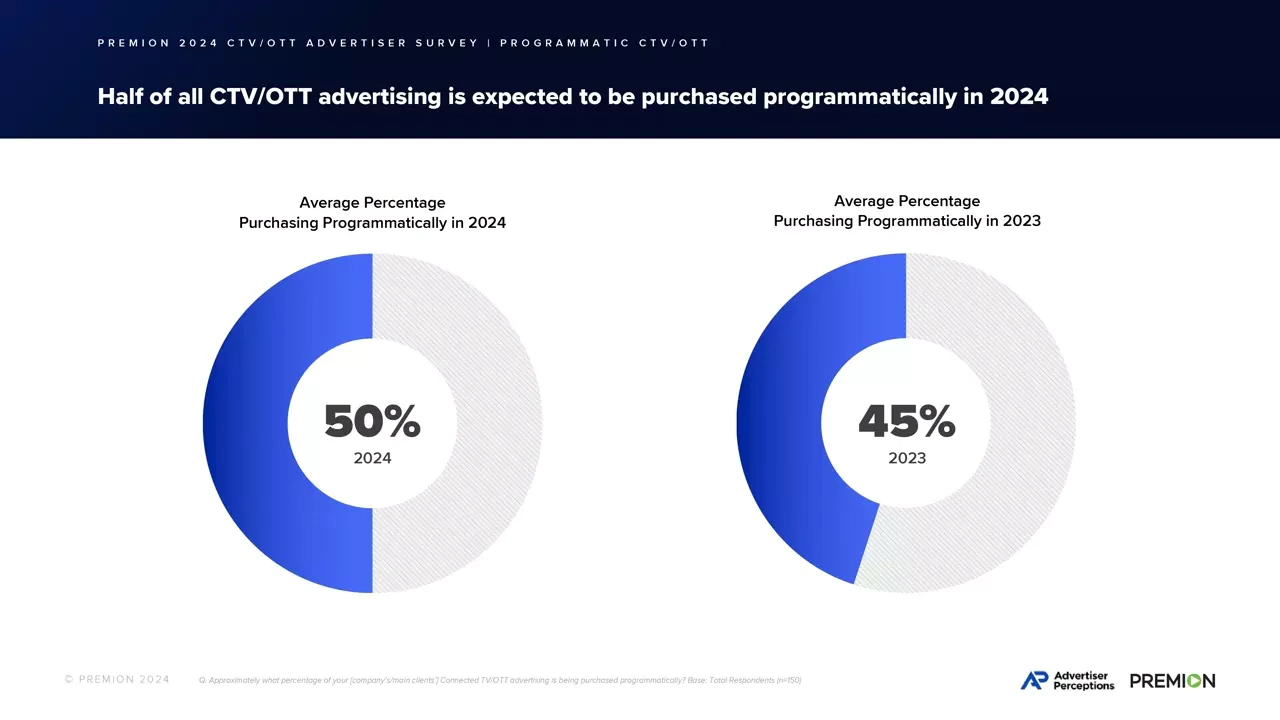 PREMION 2024 CTV/OTT ADVERTISER SURVEY | PROGRAMMATIC CTV/OTT
Half of all CTV/OTT advertising is expected to be purchased programmatically in 2024
Average Percentage
Purchasing Programmatically in 2024
50%
2024
Average Percentage
Purchasing Programmatically in 2023
45%
2023
© PREMION 2024
Q. Approximately what percentage of your [company's/main clients'] Connected TV/OTT advertising is being purchased programmatically? Base: Total Respondents (n=150)
AP Advertiser
Perceptions
PREMION